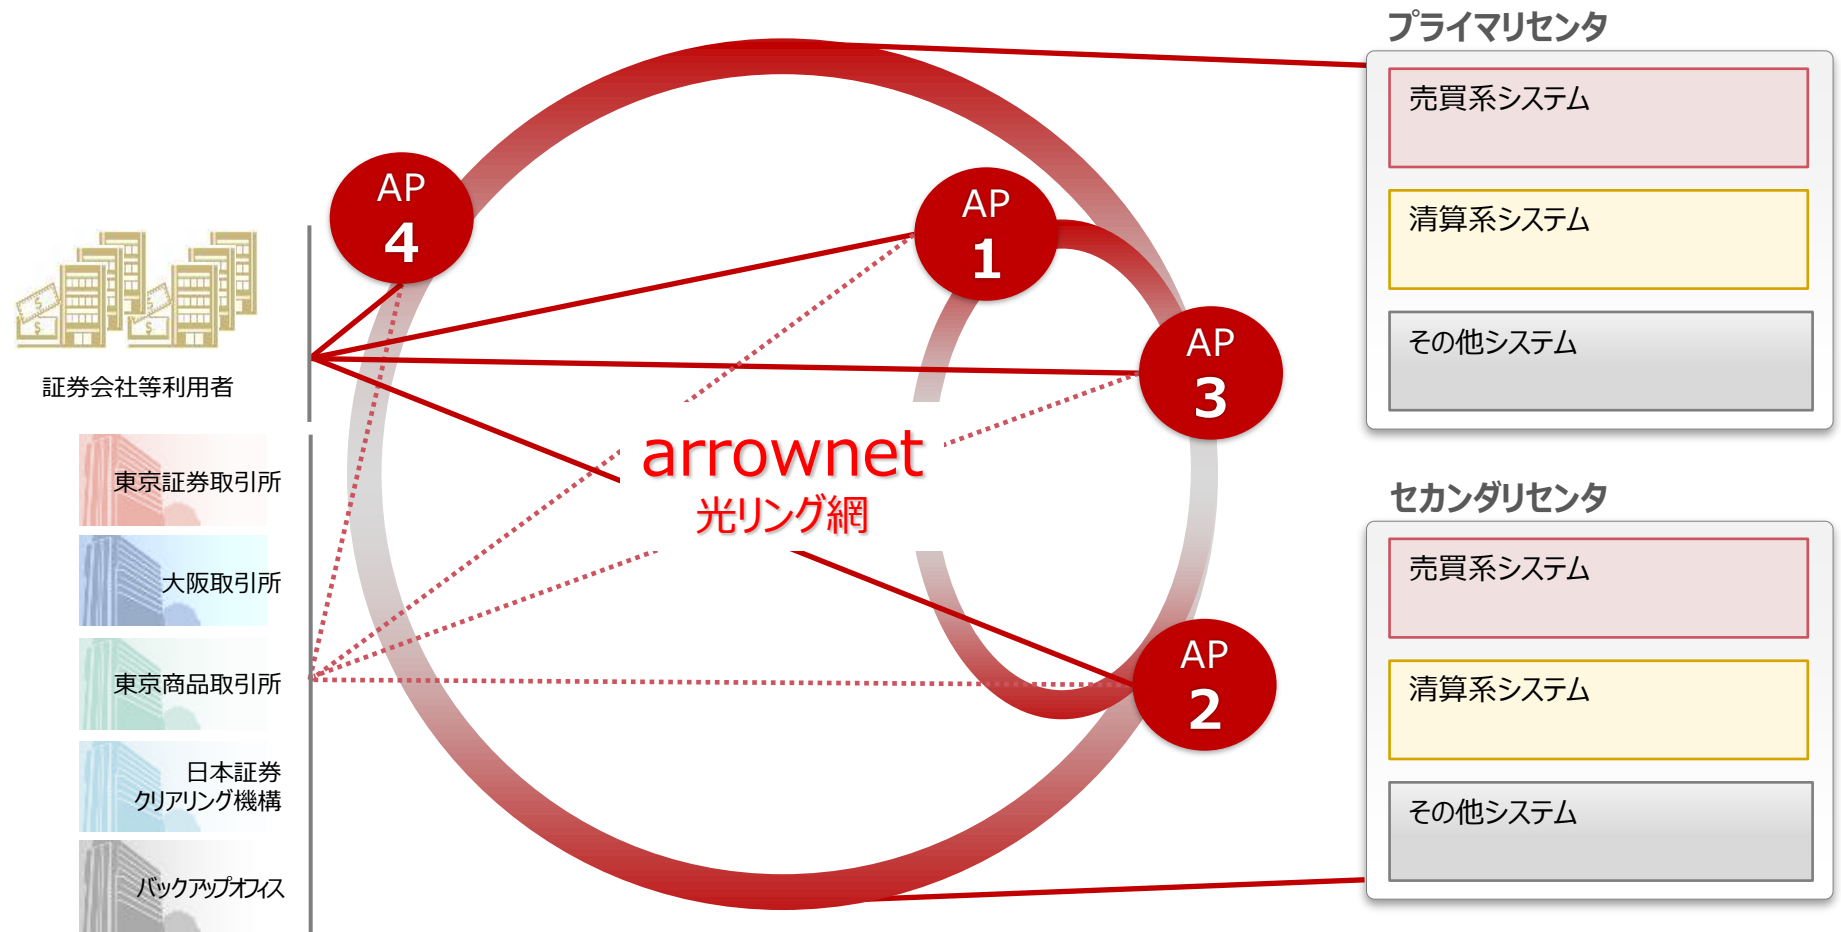 プライマリセンタ
売買系システム
清算系システム
その他システム
AP
4
AP
1
AP
3
証券会社等利用者
arrownet
光リング網
東京証券取引所
大阪取引所
東京商品取引所
日本証券
クリアリング機構
バックアップオフィス
AP
2
セカンダリセンタ
売買系システム
清算系システム
その他システム